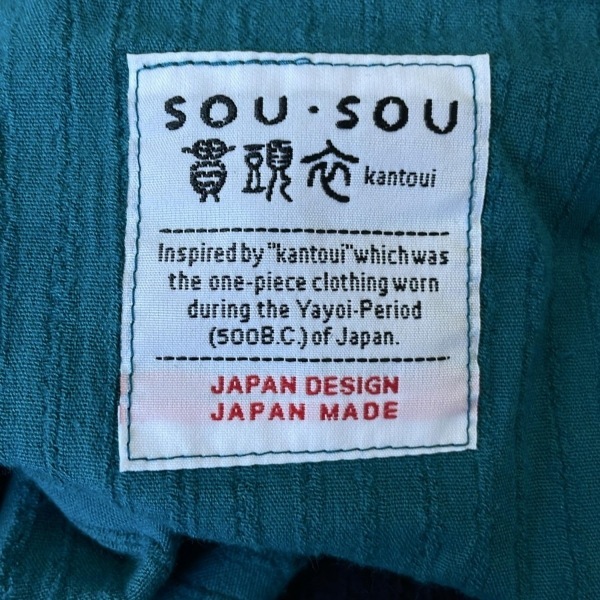 SOU・SOU
貫頭衣 kantoui
Inspired by "kantoui" which was
the one-piece clothing worn
during the Yayoi-Period
(500B.C.) of Japan.
JAPAN DESIGN
JAPAN MADE